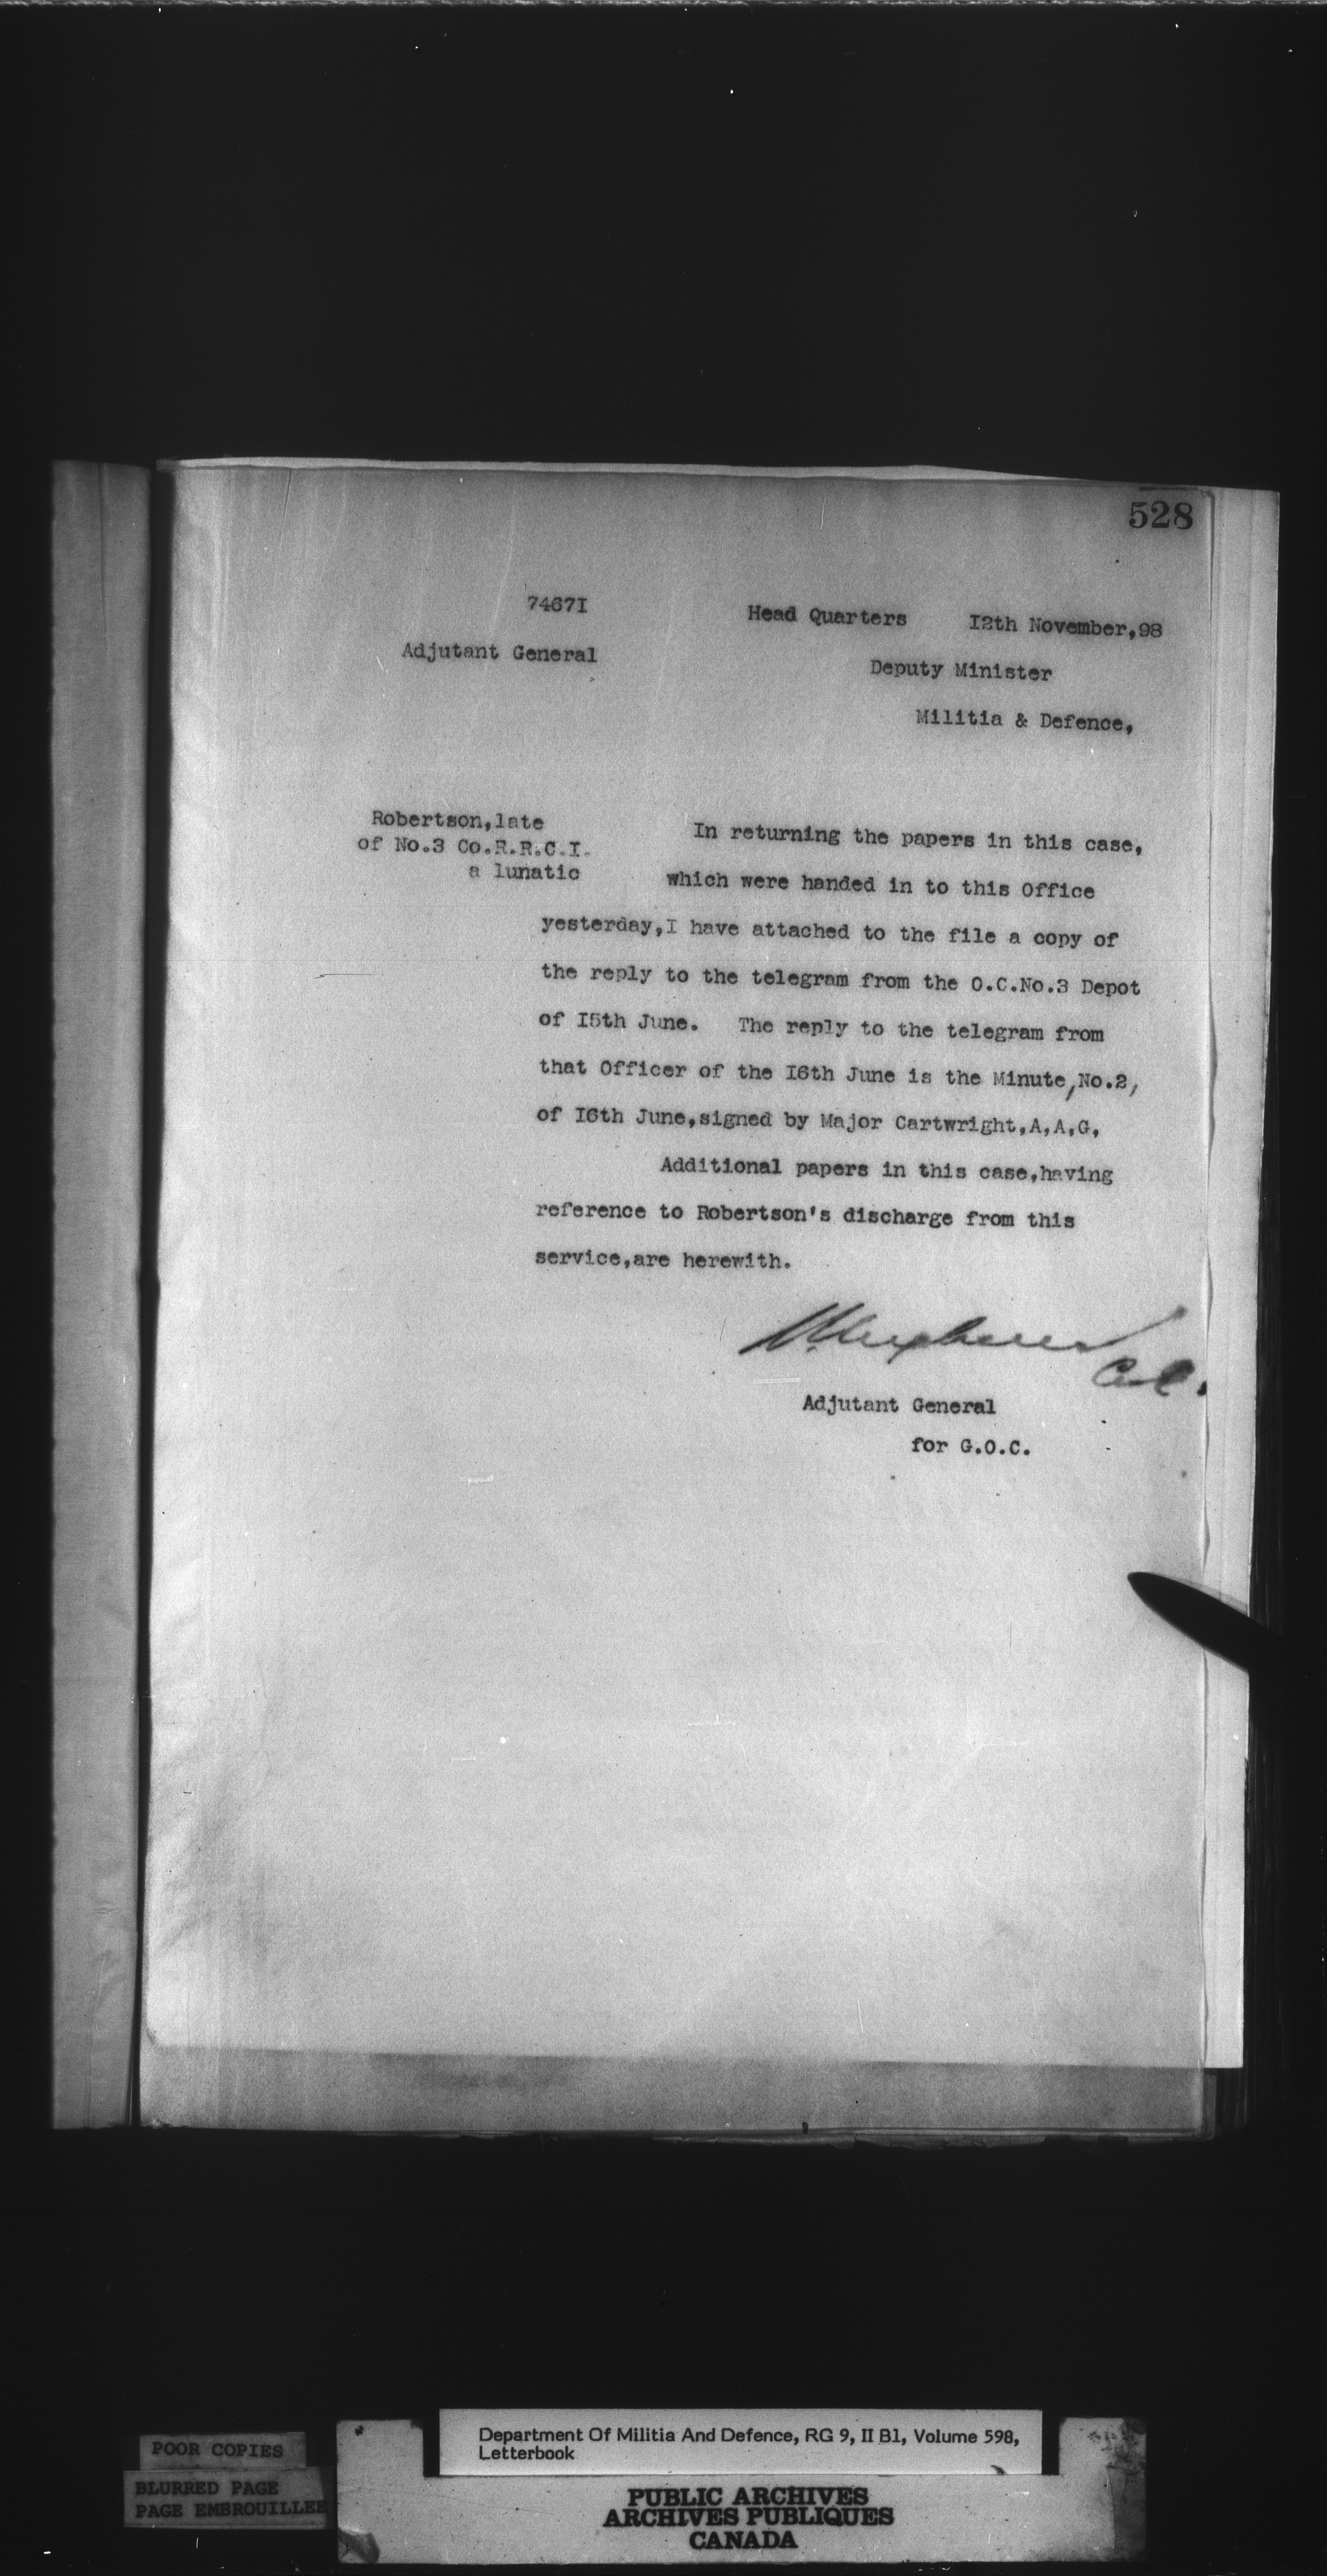 528
7467I
Head Quarters I2th November,98
Adjutant General
Deputy Minister
Militia & Defence,
Robertson,late
of No.3 Co.R.R.C.I.
a lunatic
In returning the papers in this case,
which were handed in to this Office
yesterday,I have attached to the file a copy of
the reply to the telegram from the O.C.No.3 Depot
of I5th June. The reply to the telegram from
that Officer of the I6th June is the Minute,No.2,
of I6th June,signed by Major Cartwright,A,A,G,
Additional papers in this case,having
reference to Robertson's discharge from this
service,are herewith.
Col.
Adjutant General
for G.O.C.
Department Of Militia And Defence, RG 9, II B1, Volume 598,
Letterbook
POOR COPIES
BLURRED PAGE
PAGE EMBROUILLEE
PUBLIC ARCHIVES
ARCHIVES PUBLIQUES
CANADA